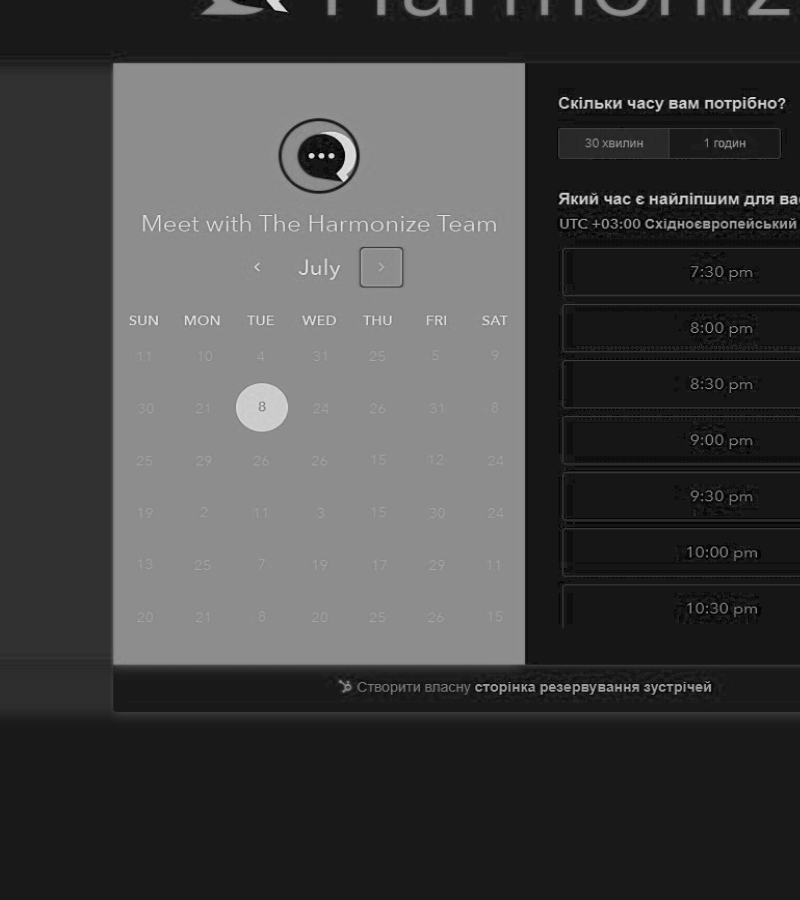 Harmoniz
Meet with The Harmonize Team
July
SUN MON TUE WED THU FRI SAT
11 10 4 31 25 5 9
30 21 8 24 26 31 8
25 29 26 26 15 12 24
19 2 11 3 15 30 24
13 25 7 19 17 29 11
20 21 8 20 25 26 15
Скільки часу вам потрібно?
30 хвилин 1 годин
Який час є найліпшим для вас
UTC +03:00 Східноєвропейський
7:30 pm
8:00 pm
8:30 pm
9:00 pm
9:30 pm
10:00 pm
10:30 pm
Створити власну сторінка резервування зустрічей